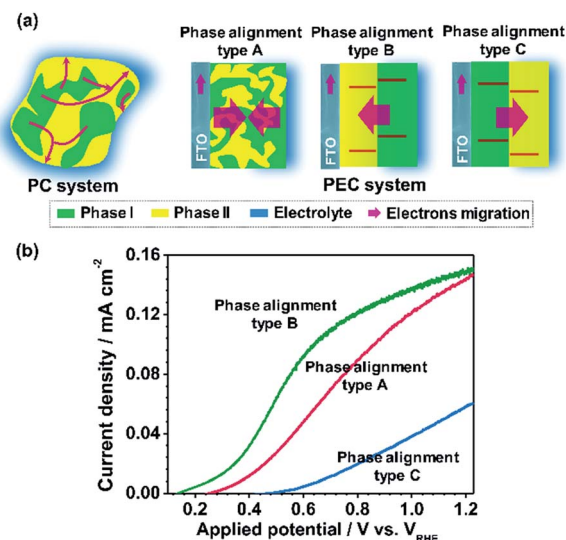 (a)
Phase alignment
type A
Phase alignment
type B
Phase alignment
type C
FTO
FTO
FTO
PC system
PEC system
Phase I
Phase II
Electrolyte
Electrons migration
(b)
Current density / mA cm⁻²
0.16
0.12
0.08
0.04
0.00
Phase alignment
type B
Phase alignment
type A
Phase alignment
type C
0.2 0.4 0.6 0.8 1.0 1.2
Applied potential / V vs. V_RHE